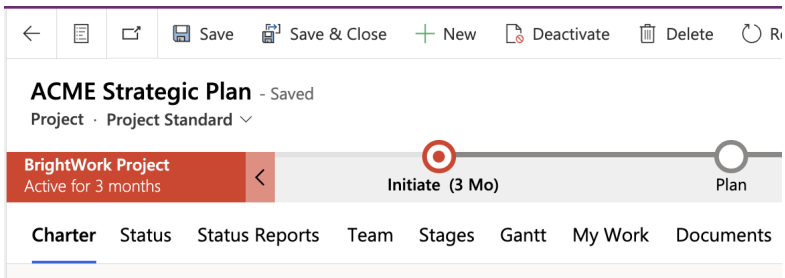 Save Save & Close New Deactivate Delete
ACME Strategic Plan - Saved
Project · Project Standard
BrightWork Project
Active for 3 months
Initiate (3 Mo) Plan
Charter Status Status Reports Team Stages Gantt My Work Documents